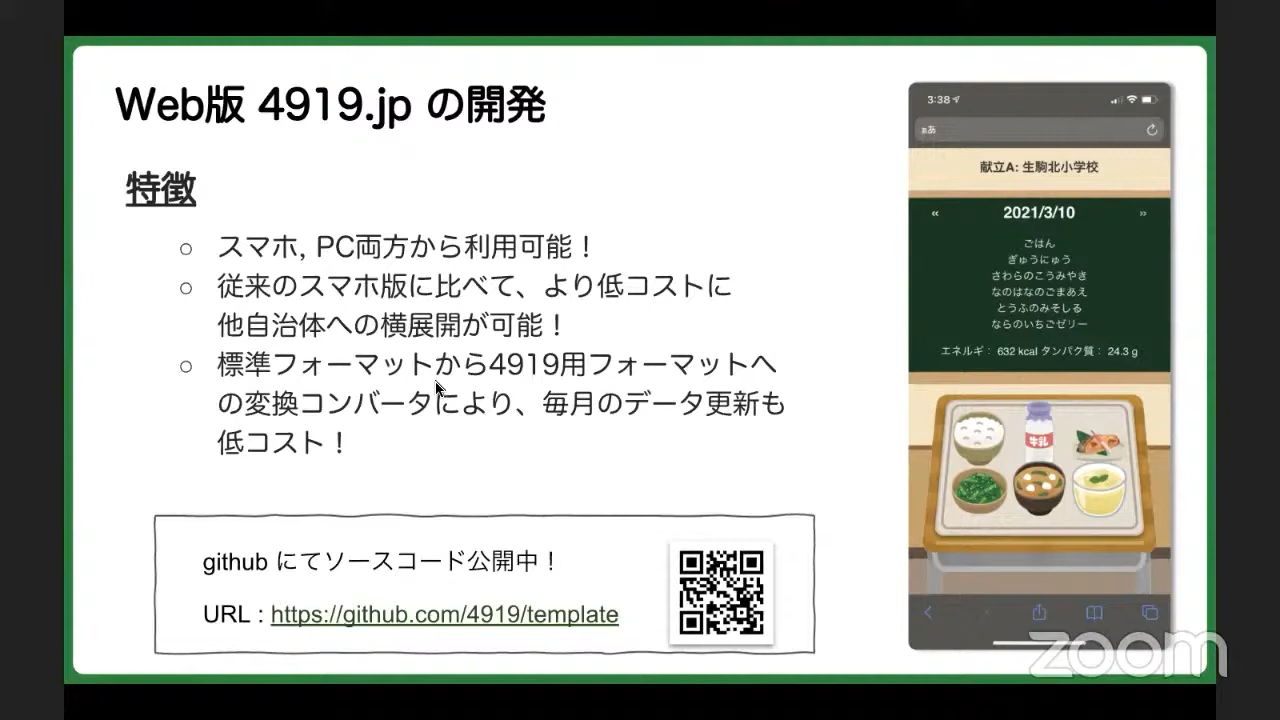 Web版 4919.jp の開発
特徴
スマホ, PC両方から利用可能！
従来のスマホ版に比べて、より低コストに
他自治体への横展開が可能！
標準フォーマットから4919用フォーマットへ
の変換コンバータにより、毎月のデータ更新も
低コスト！
github にてソースコード公開中！
URL : https://github.com/4919/template
3:38
ぁあ
献立A: 生駒北小学校
« 2021/3/10 »
ごはん
ぎゅうにゅう
さわらのこうみやき
なのはなのごまあえ
とうふのみそしる
ならのいちごゼリー
エネルギ： 632 kcal タンパク質： 24.3 g
牛乳
zoom